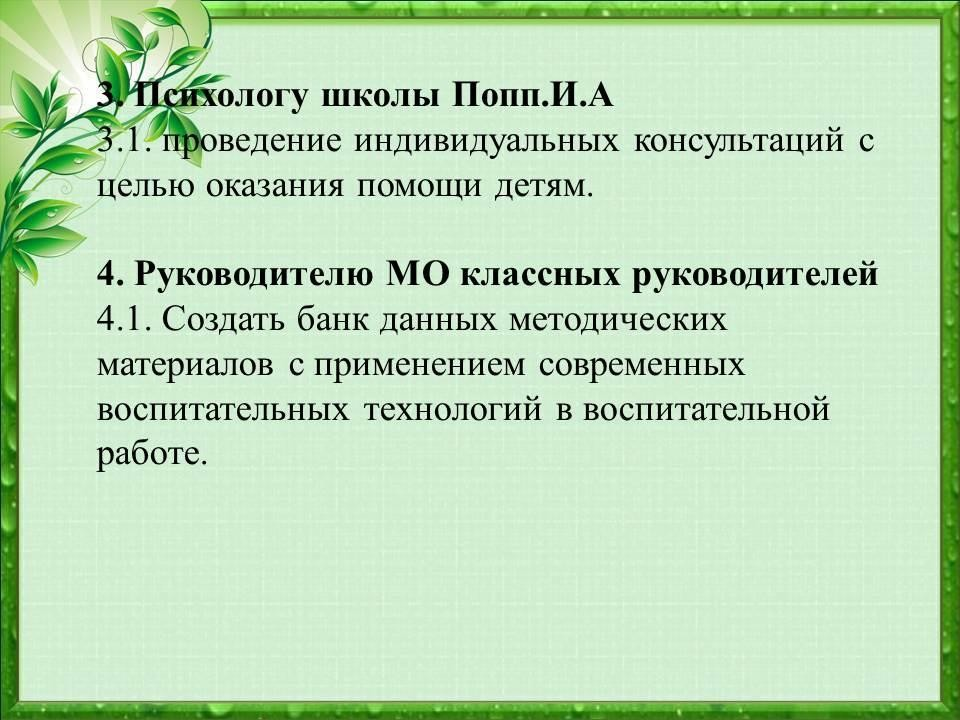 3. Психологу школы Попп.И.А
3.1. проведение индивидуальных консультаций с
целью оказания помощи детям.
4. Руководителю МО классных руководителей
4.1. Создать банк данных методических
материалов с применением современных
воспитательных технологий в воспитательной
работе.